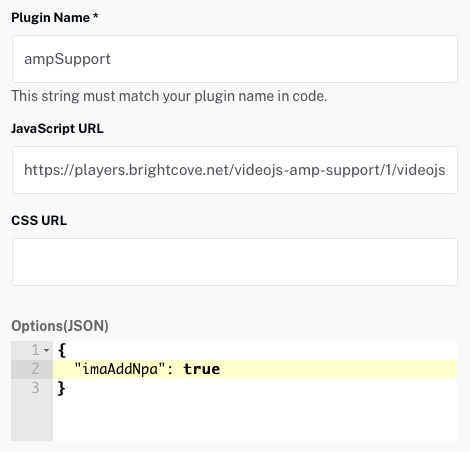 Plugin Name *
ampSupport
This string must match your plugin name in code.
JavaScript URL
https://players.brightcove.net/videojs-amp-support/1/videojs
CSS URL
Options(JSON)
1 {
2 "imaAddNpa": true
3 }